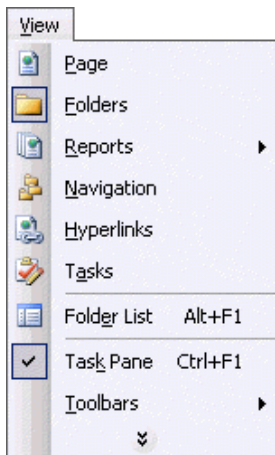 View
Page
Folders
Reports
Navigation
Hyperlinks
Tasks
Folder List Alt+F1
Task Pane Ctrl+F1
Toolbars